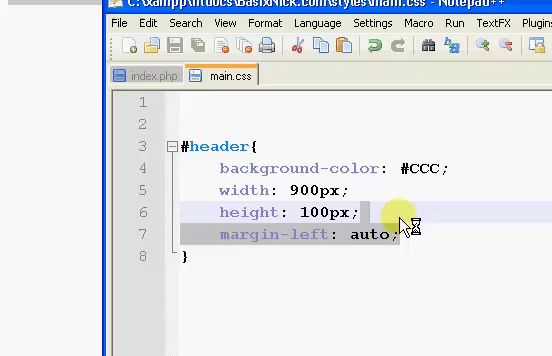 C:\xampp\htdocs\BasixNick.com\styles\main.css - Notepad++
File Edit Search View Encoding Format Language Settings Macro Run TextFX Plugins
index.php main.css
1
2
3 #header{
4 background-color: #CCC;
5 width: 900px;
6 height: 100px;
7 margin-left: auto;
8 }